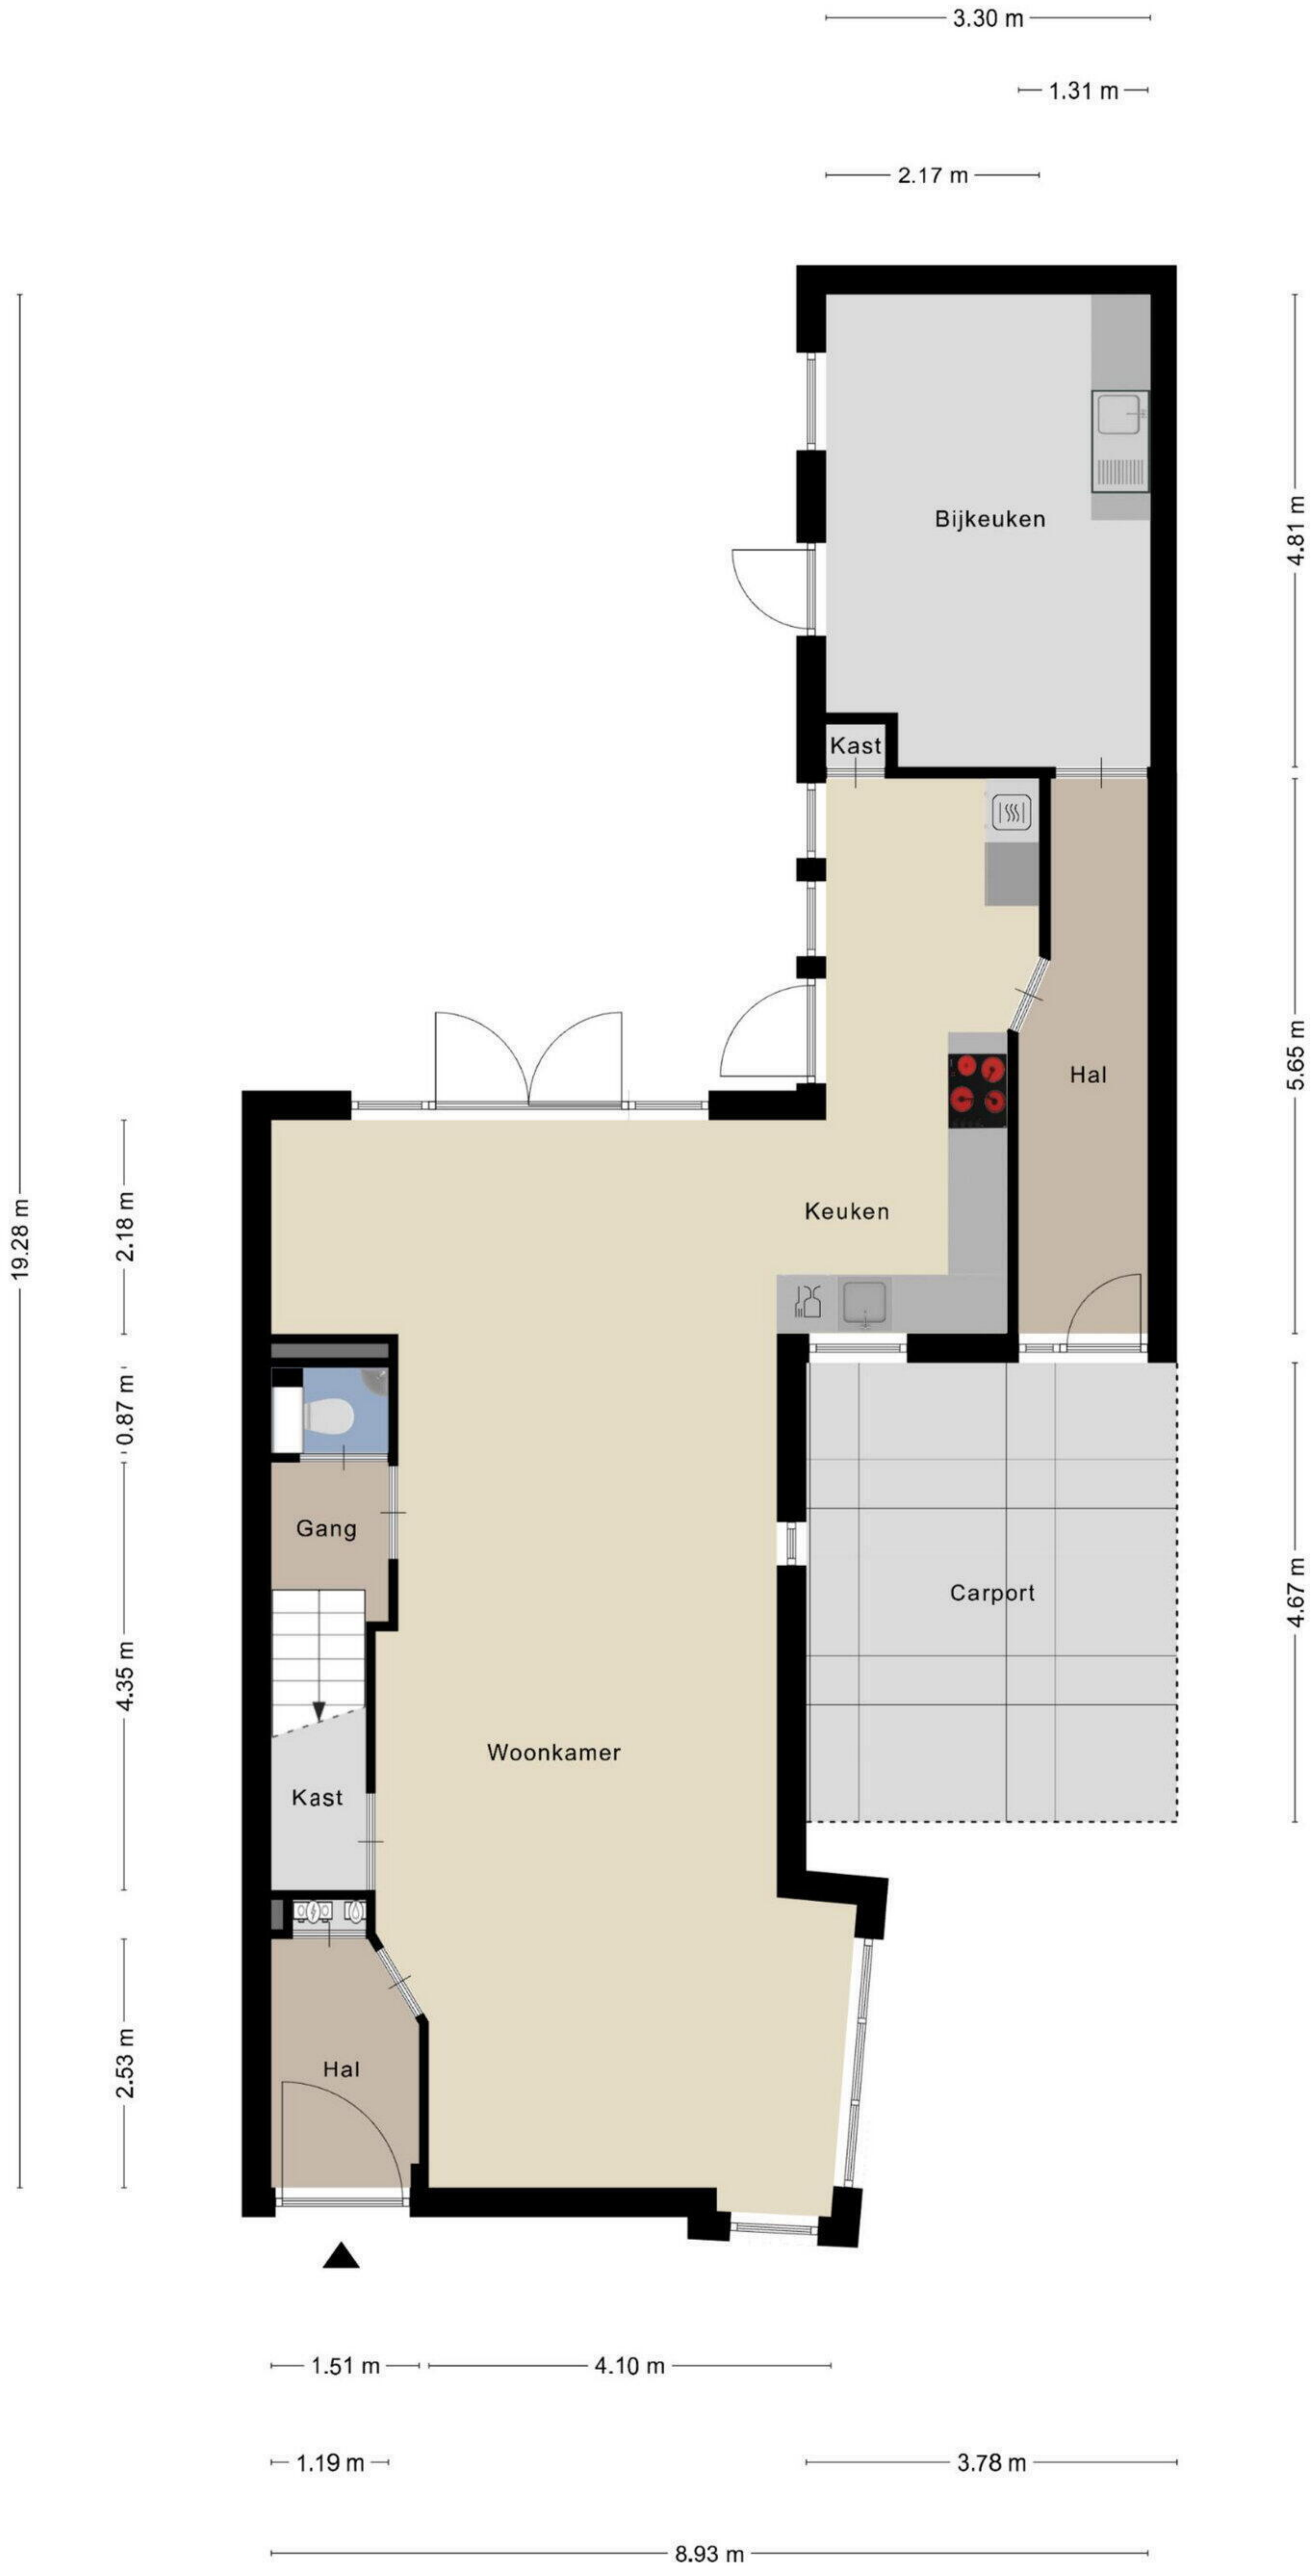 3.30 m
1.31 m
2.17 m
Bijkeuken
4.81 m
Kast
5.65 m
Hal
19.28 m
2.18 m
Keuken
0.87 m
Gang
Carport
4.67 m
4.35 m
Woonkamer
Kast
Hal
2.53 m
1.51 m
4.10 m
1.19 m
3.78 m
8.93 m